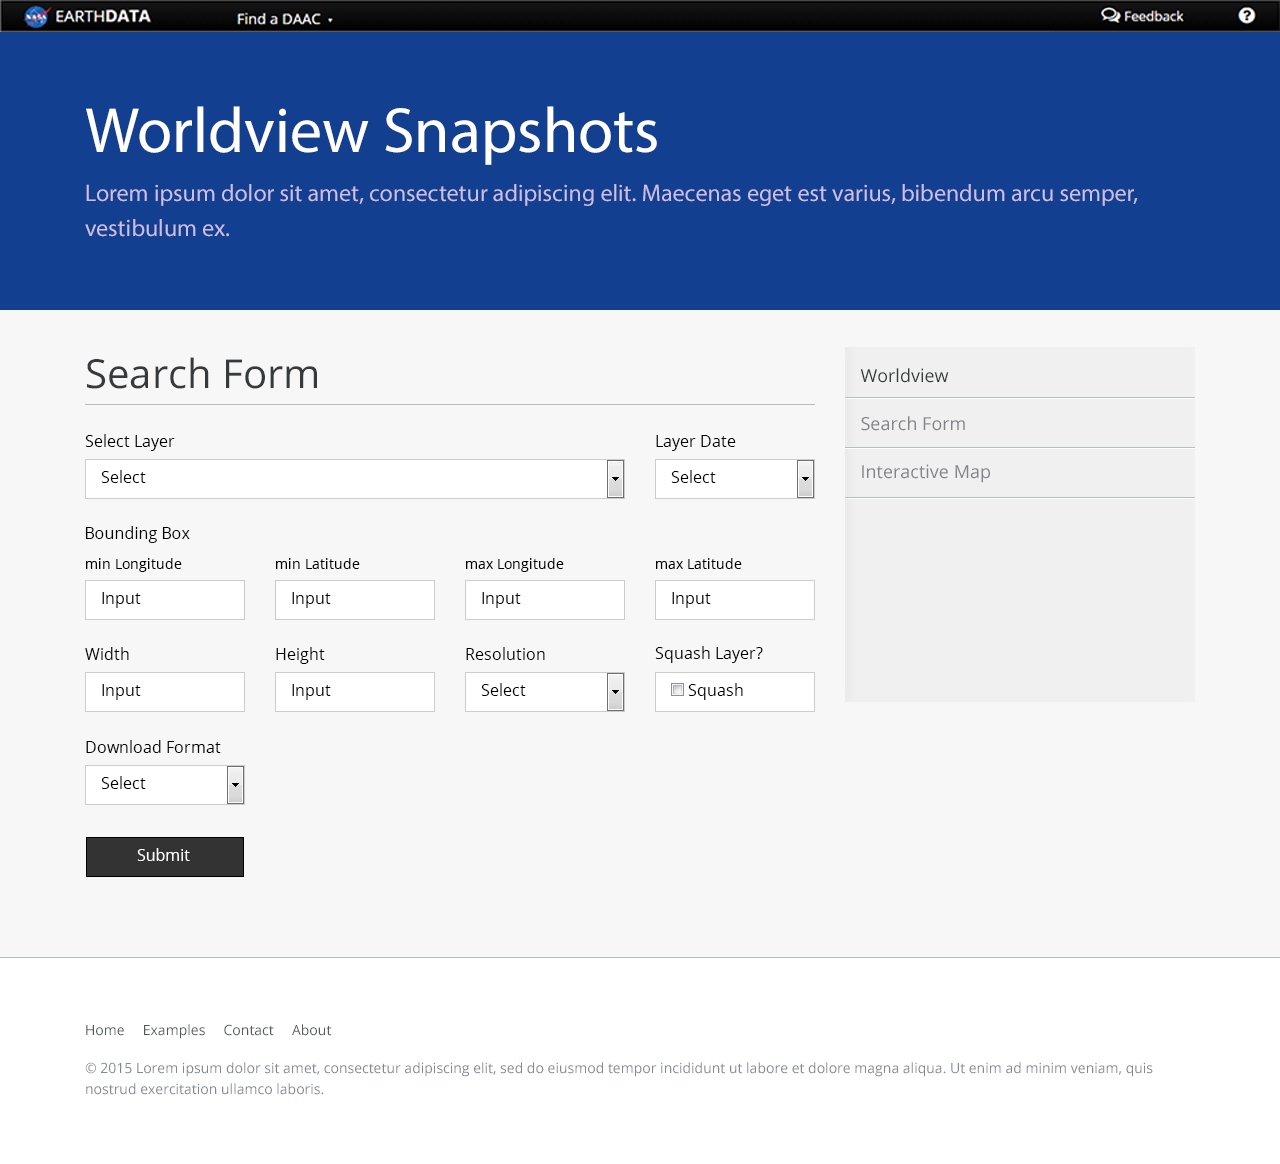 EARTHDATA Find a DAAC Feedback ?
Worldview Snapshots
Lorem ipsum dolor sit amet, consectetur adipiscing elit. Maecenas eget est varius, bibendum arcu semper,
vestibulum ex.
Search Form
Select Layer Layer Date
Select Select
Bounding Box
min Longitude min Latitude max Longitude max Latitude
Input Input Input Input
Width Height Resolution Squash Layer?
Input Input Select Squash
Download Format
Select
Submit
Worldview
Search Form
Interactive Map
Home Examples Contact About
© 2015 Lorem ipsum dolor sit amet, consectetur adipiscing elit, sed do eiusmod tempor incididunt ut labore et dolore magna aliqua. Ut enim ad minim veniam, quis
nostrud exercitation ullamco laboris.